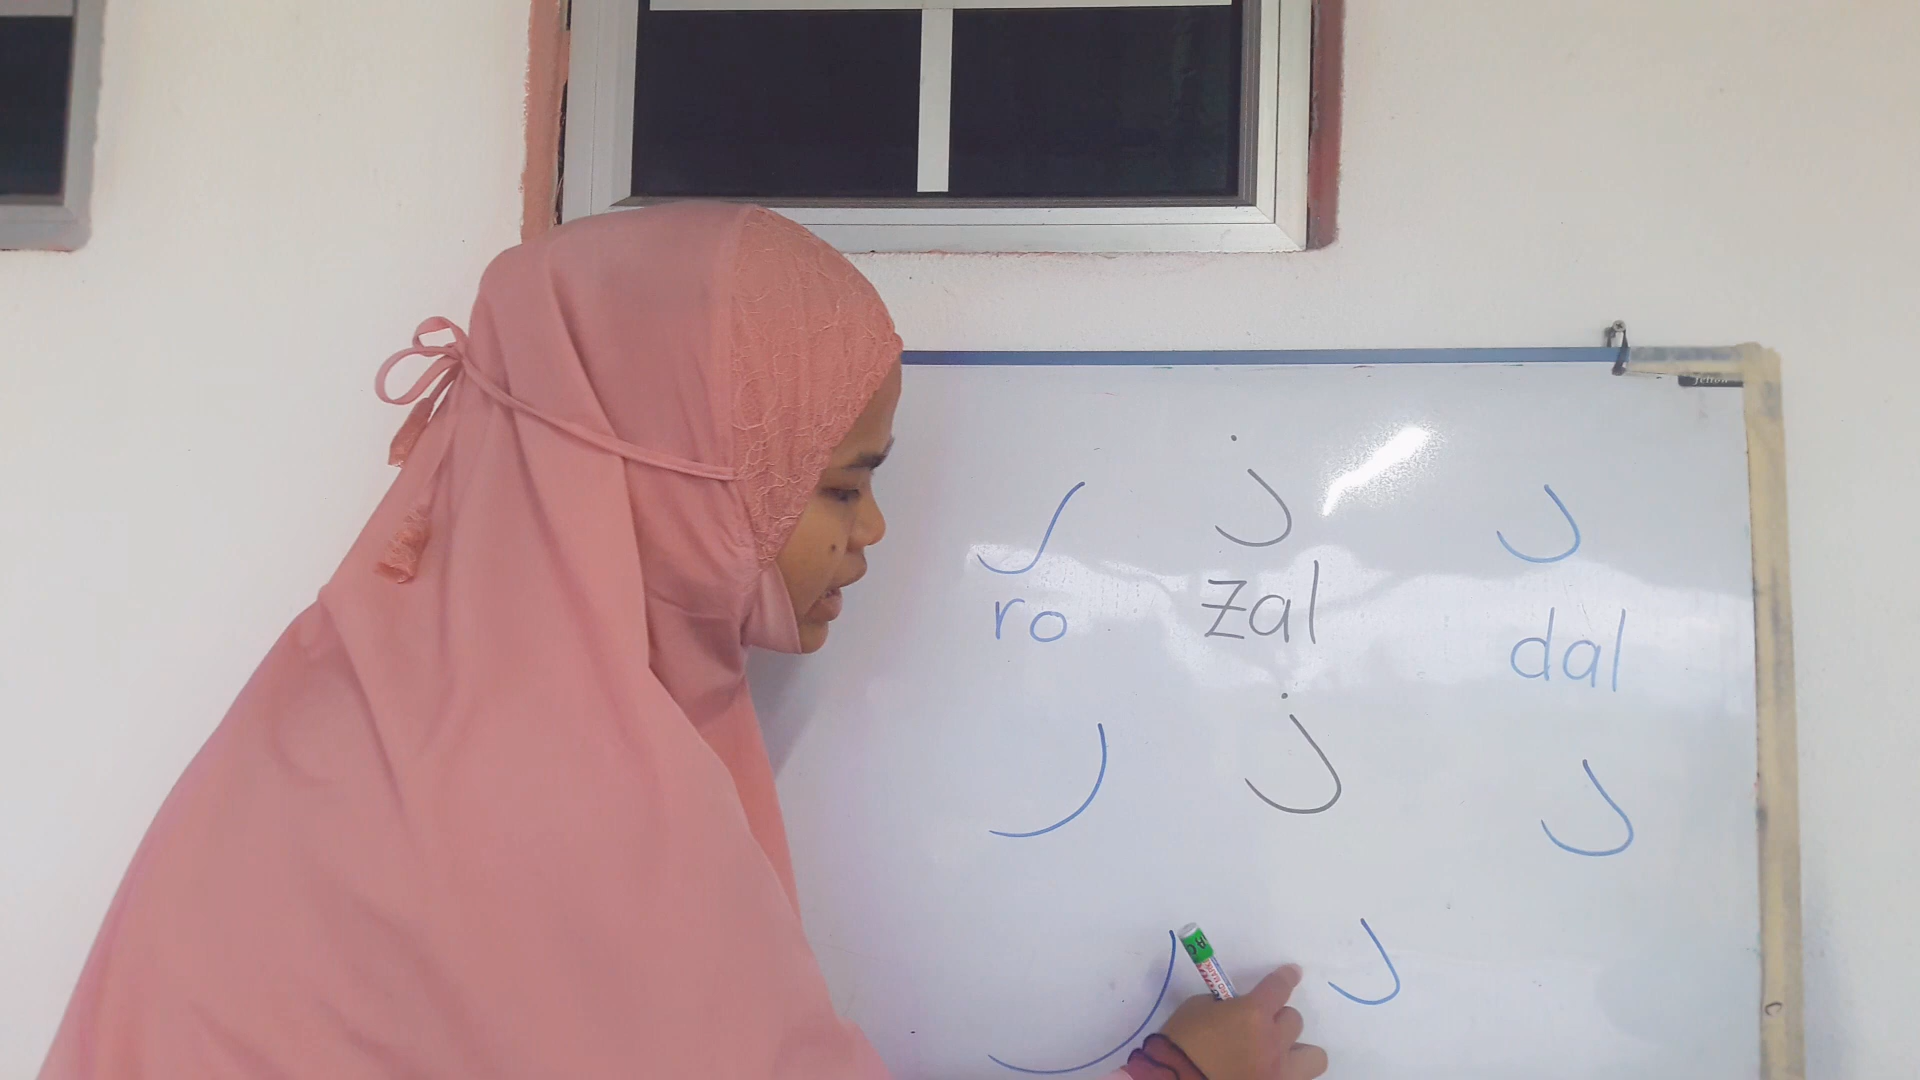 د ذ ر
dal zal ro
د ذ ر
د ر